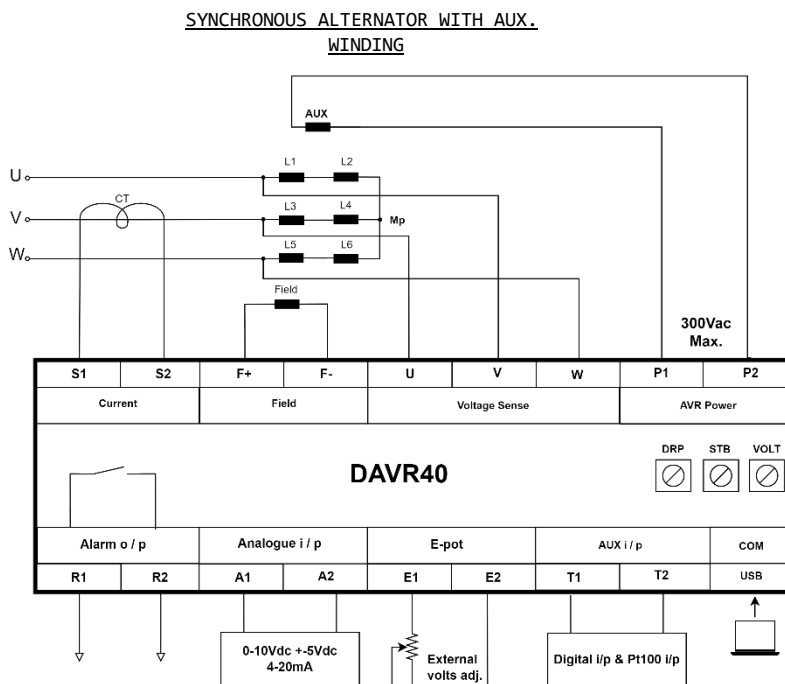 SYNCHRONOUS ALTERNATOR WITH AUX.
WINDING
AUX
L1 L2
U
CT
L3 L4
V
Mp
L5 L6
W
Field
300Vac
Max.
S1 S2 F+ F- U V W P1 P2
Current Field Voltage Sense AVR Power
DRP STB VOLT
DAVR40
Alarm o / p Analogue i / p E-pot AUX i / p COM
R1 R2 A1 A2 E1 E2 T1 T2 USB
0-10Vdc +-5Vdc
4-20mA
External
volts adj.
Digital i/p & Pt100 i/p